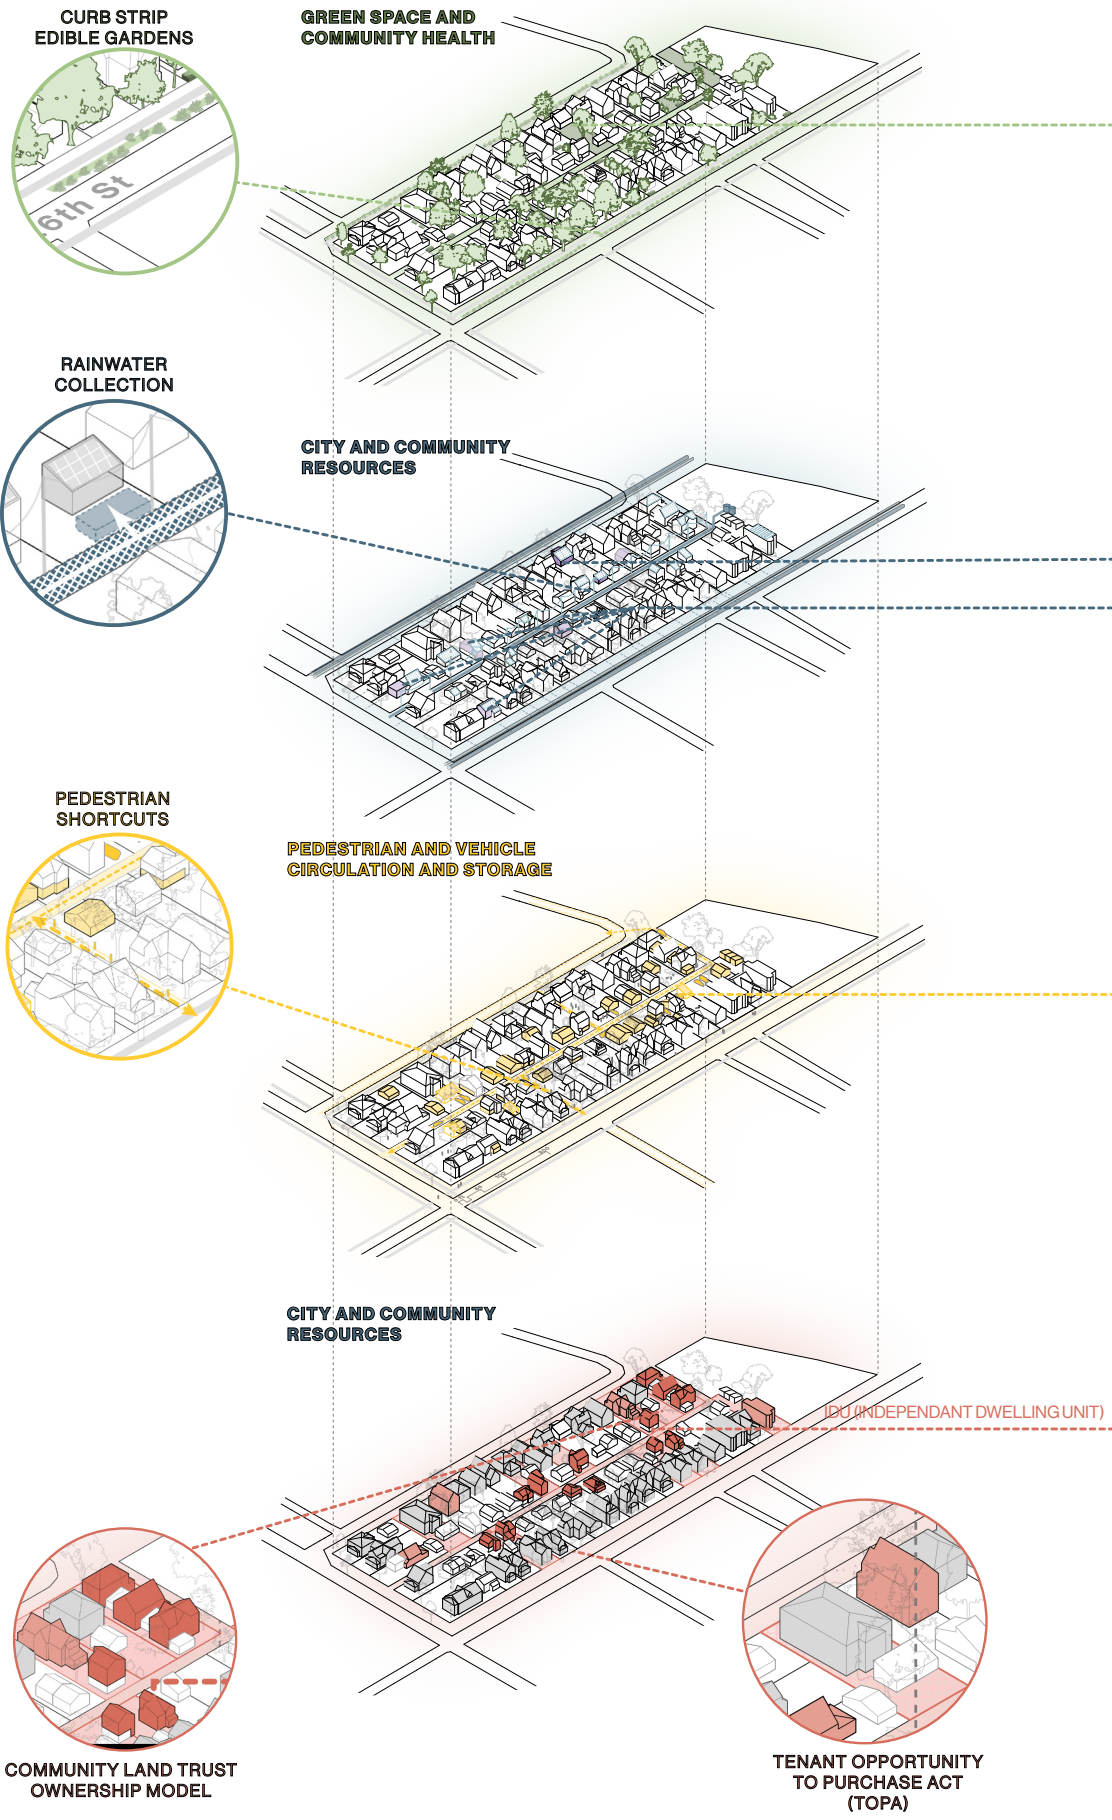 CURB STRIP
EDIBLE GARDENS
GREEN SPACE AND
COMMUNITY HEALTH
6th St
RAINWATER
COLLECTION
CITY AND COMMUNITY
RESOURCES
PEDESTRIAN
SHORTCUTS
PEDESTRIAN AND VEHICLE
CIRCULATION AND STORAGE
CITY AND COMMUNITY
RESOURCES
IDU (INDEPENDANT DWELLING UNIT)
COMMUNITY LAND TRUST
OWNERSHIP MODEL
TENANT OPPORTUNITY
TO PURCHASE ACT
(TOPA)